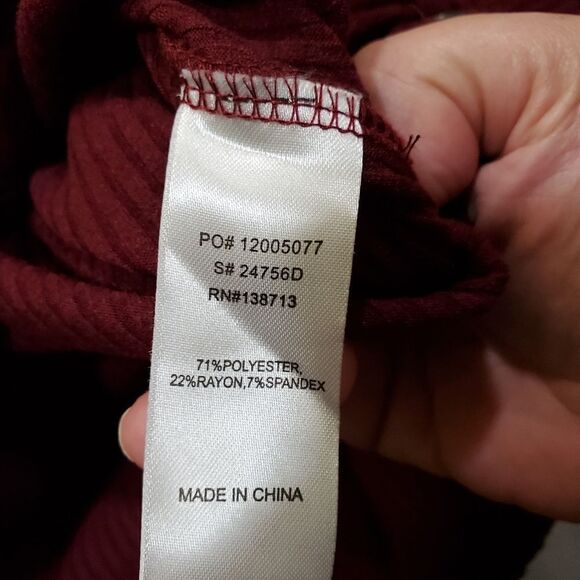 PO# 12005077
S# 24756D
RN#138713
71%POLYESTER,
22%RAYON,7%SPANDEX
MADE IN CHINA